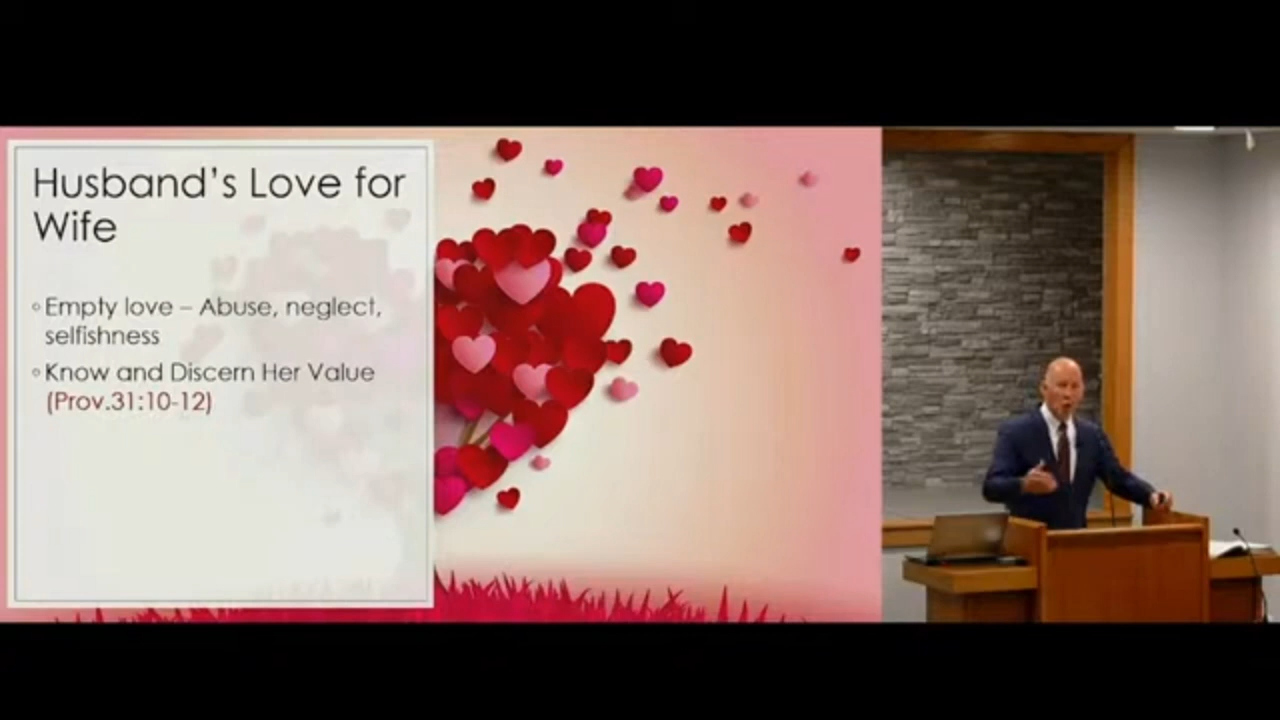 Husband’s Love for
Wife
◦ Empty love – Abuse, neglect,
selfishness
◦ Know and Discern Her Value
(Prov.31:10-12)